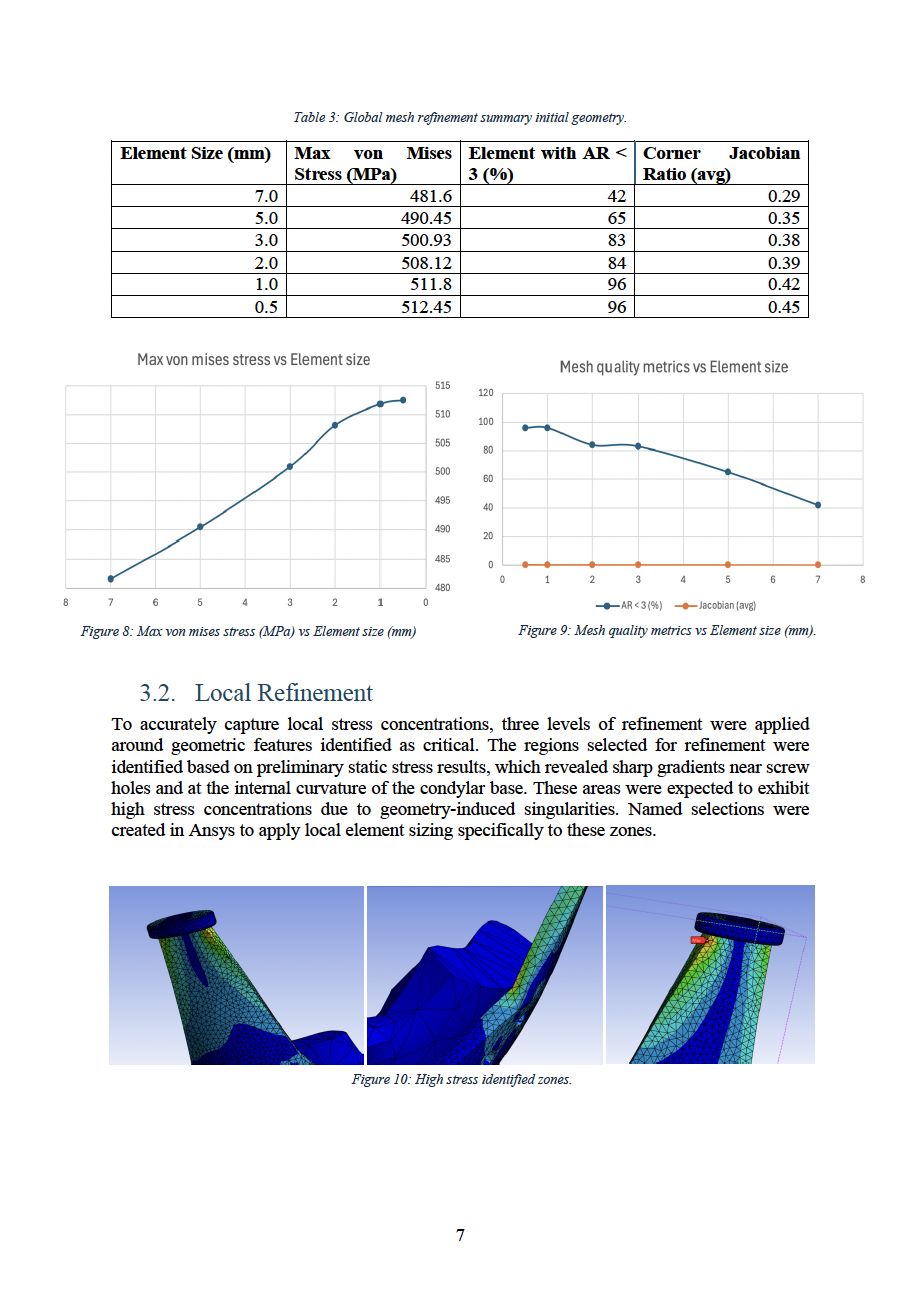 Table 3: Global mesh refinement summary initial geometry.
Element Size (mm) Max von Mises Stress (MPa) Element with AR < 3 (%) Corner Jacobian Ratio (avg)
7.0 481.6 42 0.29
5.0 490.45 65 0.35
3.0 500.93 83 0.38
2.0 508.12 84 0.39
1.0 511.8 96 0.42
0.5 512.45 96 0.45
Max von mises stress vs Element size
515
510
505
500
495
490
485
480
8 7 6 5 4 3 2 1 0
Figure 8: Max von mises stress (MPa) vs Element size (mm)
Mesh quality metrics vs Element size
120
100
80
60
40
20
0
0 1 2 3 4 5 6 7 8
AR < 3 (%) Jacobian (avg)
Figure 9: Mesh quality metrics vs Element size (mm).
3.2. Local Refinement
To accurately capture local stress concentrations, three levels of refinement were applied
around geometric features identified as critical. The regions selected for refinement were
identified based on preliminary static stress results, which revealed sharp gradients near screw
holes and at the internal curvature of the condylar base. These areas were expected to exhibit
high stress concentrations due to geometry-induced singularities. Named selections were
created in Ansys to apply local element sizing specifically to these zones.
Max
Figure 10: High stress identified zones.
7